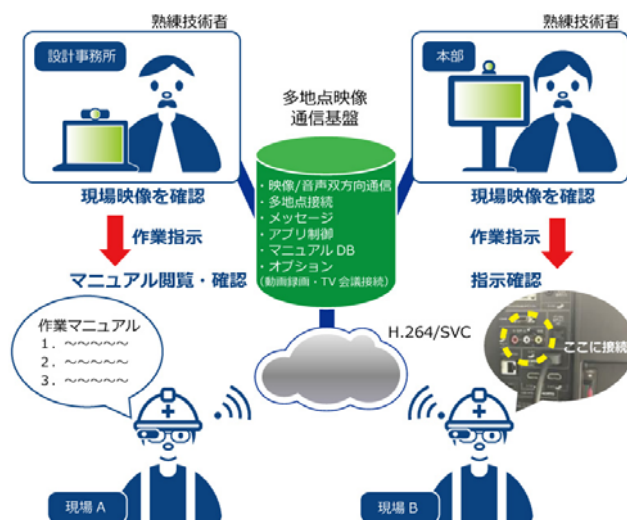 熟練技術者
設計事務所
現場映像を確認
作業指示
マニュアル閲覧・確認
多地点映像
通信基盤
・映像/音声双方向通信
・多地点接続
・メッセージ
・アプリ制御
・マニュアル DB
・オプション
(動画録画・TV 会議接続)
熟練技術者
本部
現場映像を確認
作業指示
指示確認
H.264/SVC
作業マニュアル
1. ～～～～～
2. ～～～～～
3. ～～～～～
ここに接続
現場 A
現場 B